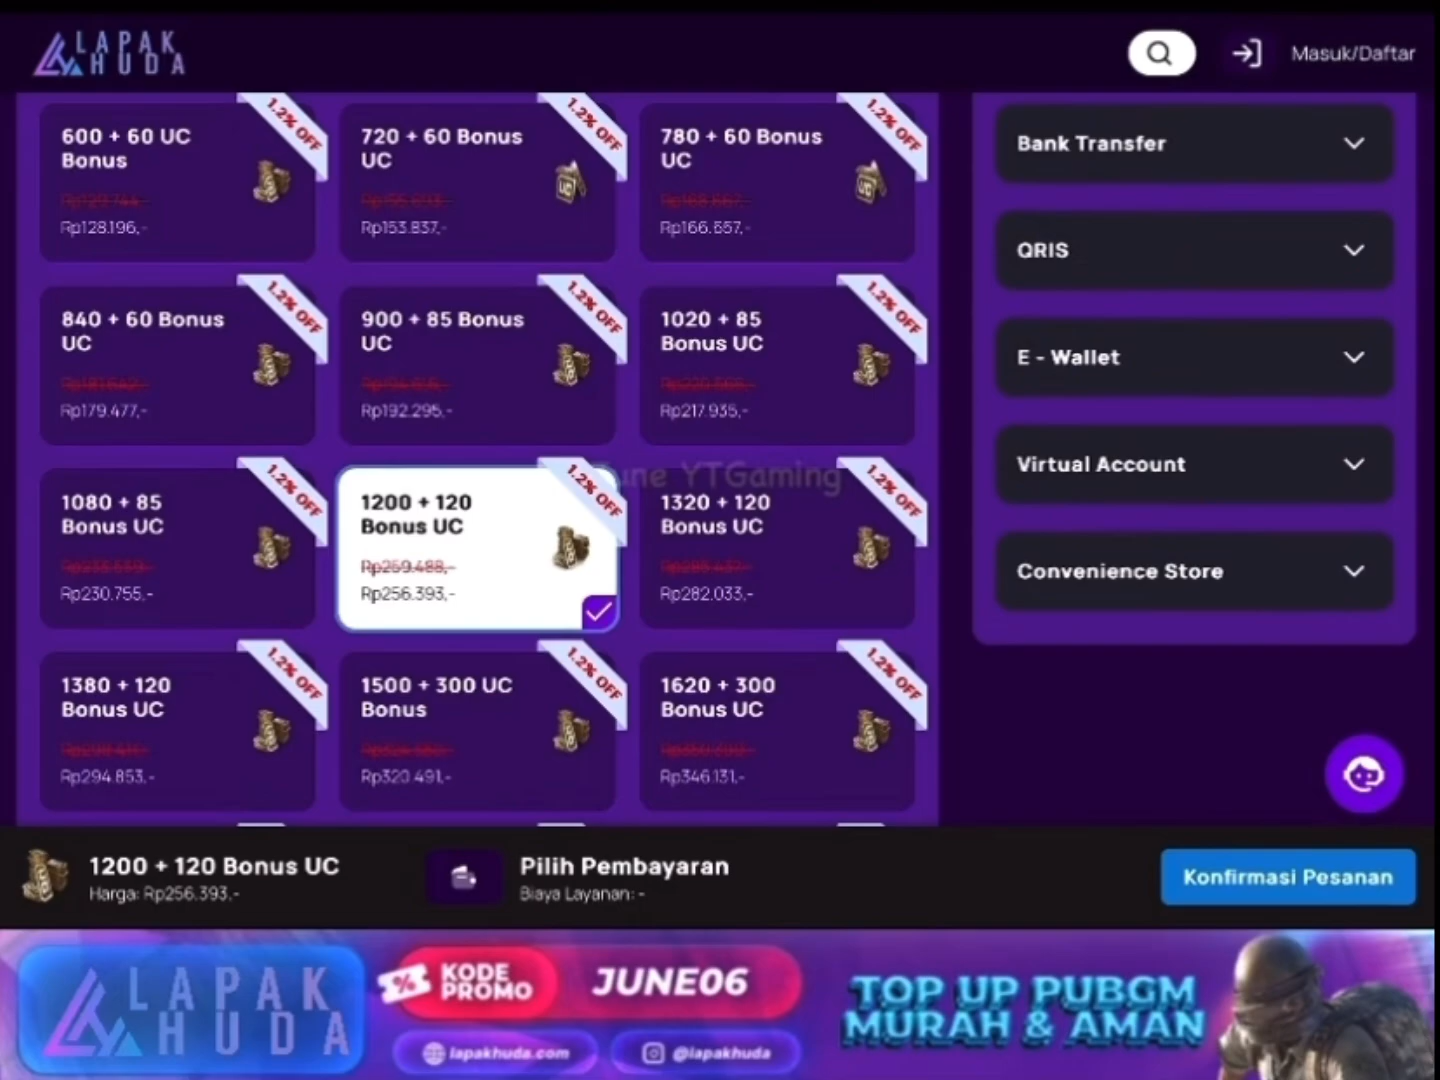 LAPAK
HUDA
Masuk/Daftar
600 + 60 UC
Bonus
1.2% OFF
Rp129.744,-
Rp128.196,-
720 + 60 Bonus
UC
1.2% OFF
Rp153.837,-
780 + 60 Bonus
UC
1.2% OFF
Rp166.557,-
Bank Transfer
QRIS
E - Wallet
Virtual Account
Convenience Store
840 + 60 Bonus
UC
1.2% OFF
Rp179.477,-
900 + 85 Bonus
UC
1.2% OFF
Rp192.295,-
1020 + 85
Bonus UC
1.2% OFF
Rp217.935,-
June YTGaming
1080 + 85
Bonus UC
1.2% OFF
Rp230.755,-
1200 + 120
Bonus UC
1.2% OFF
Rp259.488,-
Rp256.393,-
1320 + 120
Bonus UC
1.2% OFF
Rp282.033,-
1380 + 120
Bonus UC
1.2% OFF
Rp294.853,-
1500 + 300 UC
Bonus
1.2% OFF
Rp320.491,-
1620 + 300
Bonus UC
1.2% OFF
Rp346.131,-
1200 + 120 Bonus UC
Harga: Rp256.393,-
Pilih Pembayaran
Biaya Layanan: -
Konfirmasi Pesanan
LAPAK
HUDA
KODE
PROMO
JUNE06
lapakhuda.com
@lapakhuda
TOP UP PUBGM
MURAH & AMAN